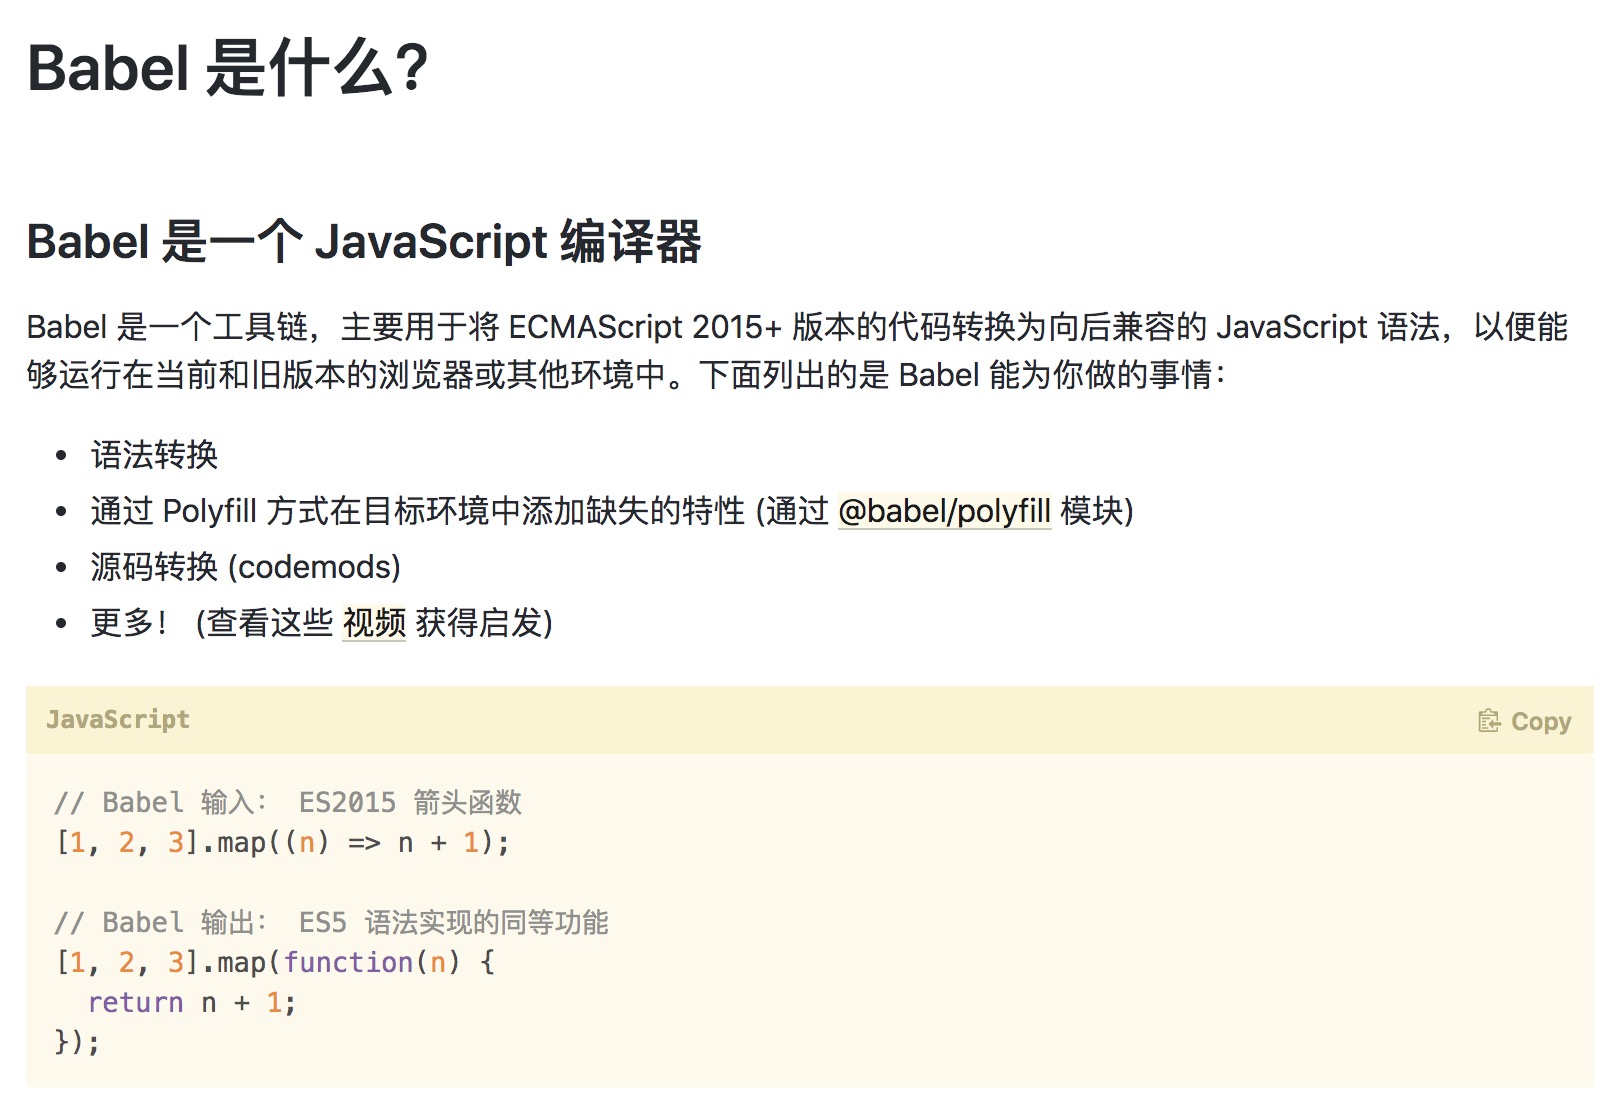 Babel 是什么?
Babel 是一个 JavaScript 编译器
Babel 是一个工具链，主要用于将 ECMAScript 2015+ 版本的代码转换为向后兼容的 JavaScript 语法，以便能
够运行在当前和旧版本的浏览器或其他环境中。下面列出的是 Babel 能为你做的事情：
• 语法转换
• 通过 Polyfill 方式在目标环境中添加缺失的特性 (通过 @babel/polyfill 模块)
• 源码转换 (codemods)
• 更多！ (查看这些 视频 获得启发)
JavaScript Copy
// Babel 输入： ES2015 箭头函数
[1, 2, 3].map((n) => n + 1);
// Babel 输出： ES5 语法实现的同等功能
[1, 2, 3].map(function(n) {
  return n + 1;
});